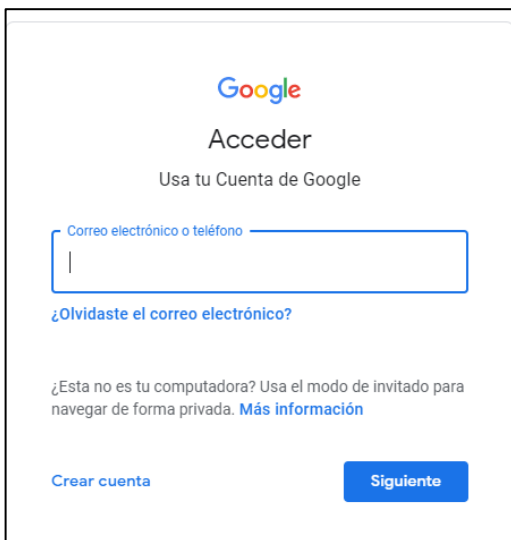 Google
Acceder
Usa tu Cuenta de Google
Correo electrónico o teléfono
¿Olvidaste el correo electrónico?
¿Esta no es tu computadora? Usa el modo de invitado para
navegar de forma privada. Más información
Crear cuenta
Siguiente